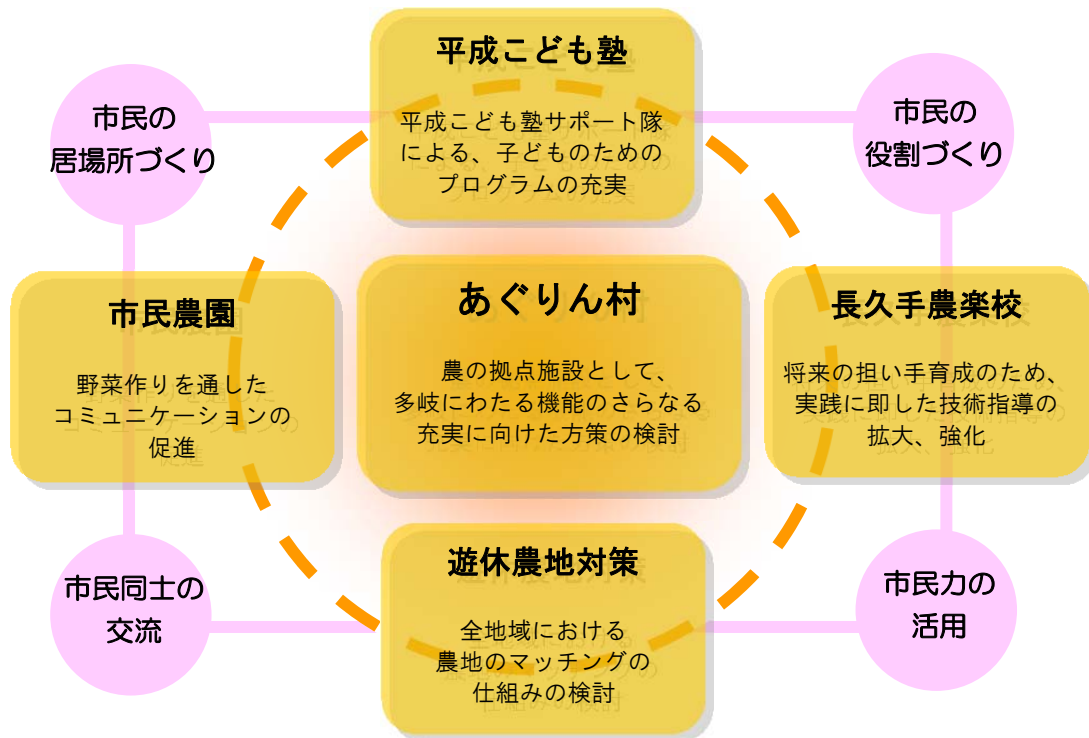 平成こども塾
平成こども塾サポート隊
による、子どものための
プログラムの充実
市民の
居場所づくり
市民の
役割づくり
市民農園
野菜作りを通した
コミュニケーションの
促進
あぐりん村
農の拠点施設として、
多岐にわたる機能のさらなる
充実に向けた方策の検討
長久手農楽校
将来の担い手育成のため、
実践に即した技術指導の
拡大、強化
遊休農地対策
全地域における
農地のマッチングの
仕組みの検討
市民同士の
交流
市民力の
活用